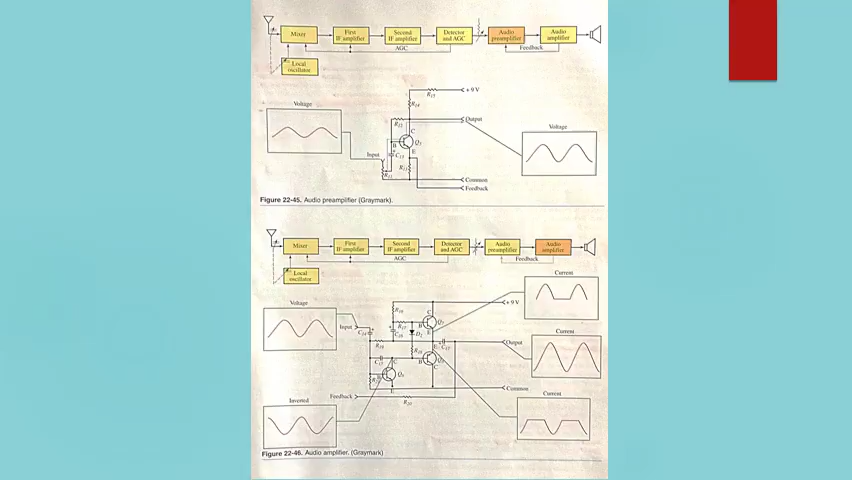 Mixer
First
IF amplifier
Second
IF amplifier
Detector
and AGC
Audio
preamplifier
Audio
amplifier
AGC
Feedback
Local
oscillator
+ 9 V
Voltage
Output
Voltage
C
B
E
Input
Common
Feedback
Figure 22-45. Audio preamplifier (Graymark).
Mixer
First
IF amplifier
Second
IF amplifier
Detector
and AGC
Audio
preamplifier
Audio
amplifier
AGC
Feedback
Local
oscillator
Current
+ 9 V
Voltage
Input
C
B
E
Current
Output
E
B
C
C
E
Common
Current
Feedback
Inverted
Figure 22-46. Audio amplifier. (Graymark)